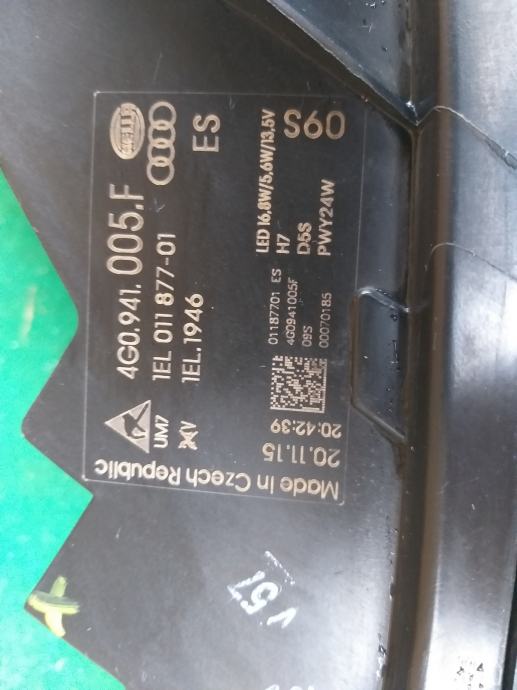 HELLA
4G0.941.005.F
1EL 011 877-01
ES
1EL.1946
UM7
LED 16,8W/5,6W/13,5V
H7
D5S
PWY24W
09S
01187701 ES
4G0941005F
09S
00070185
20.11.15
20:42:39
Made in Czech Republic
V57